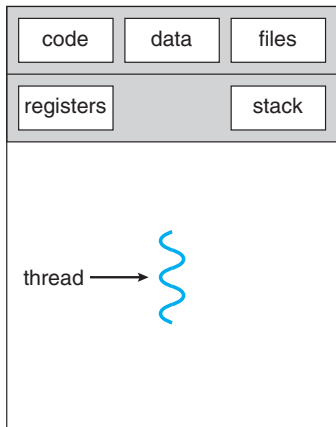 code data files
registers stack
thread